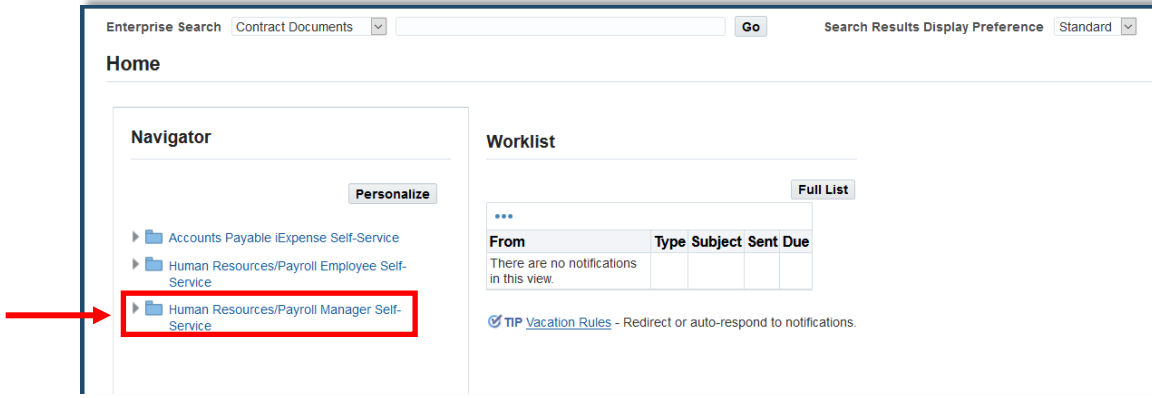 Enterprise Search Contract Documents Go Search Results Display Preference Standard
Home
Navigator
Personalize
Accounts Payable iExpense Self-Service
Human Resources/Payroll Employee Self-
Service
Human Resources/Payroll Manager Self-
Service
Worklist
Full List
From Type Subject Sent Due
There are no notifications
in this view.
TIP Vacation Rules - Redirect or auto-respond to notifications.